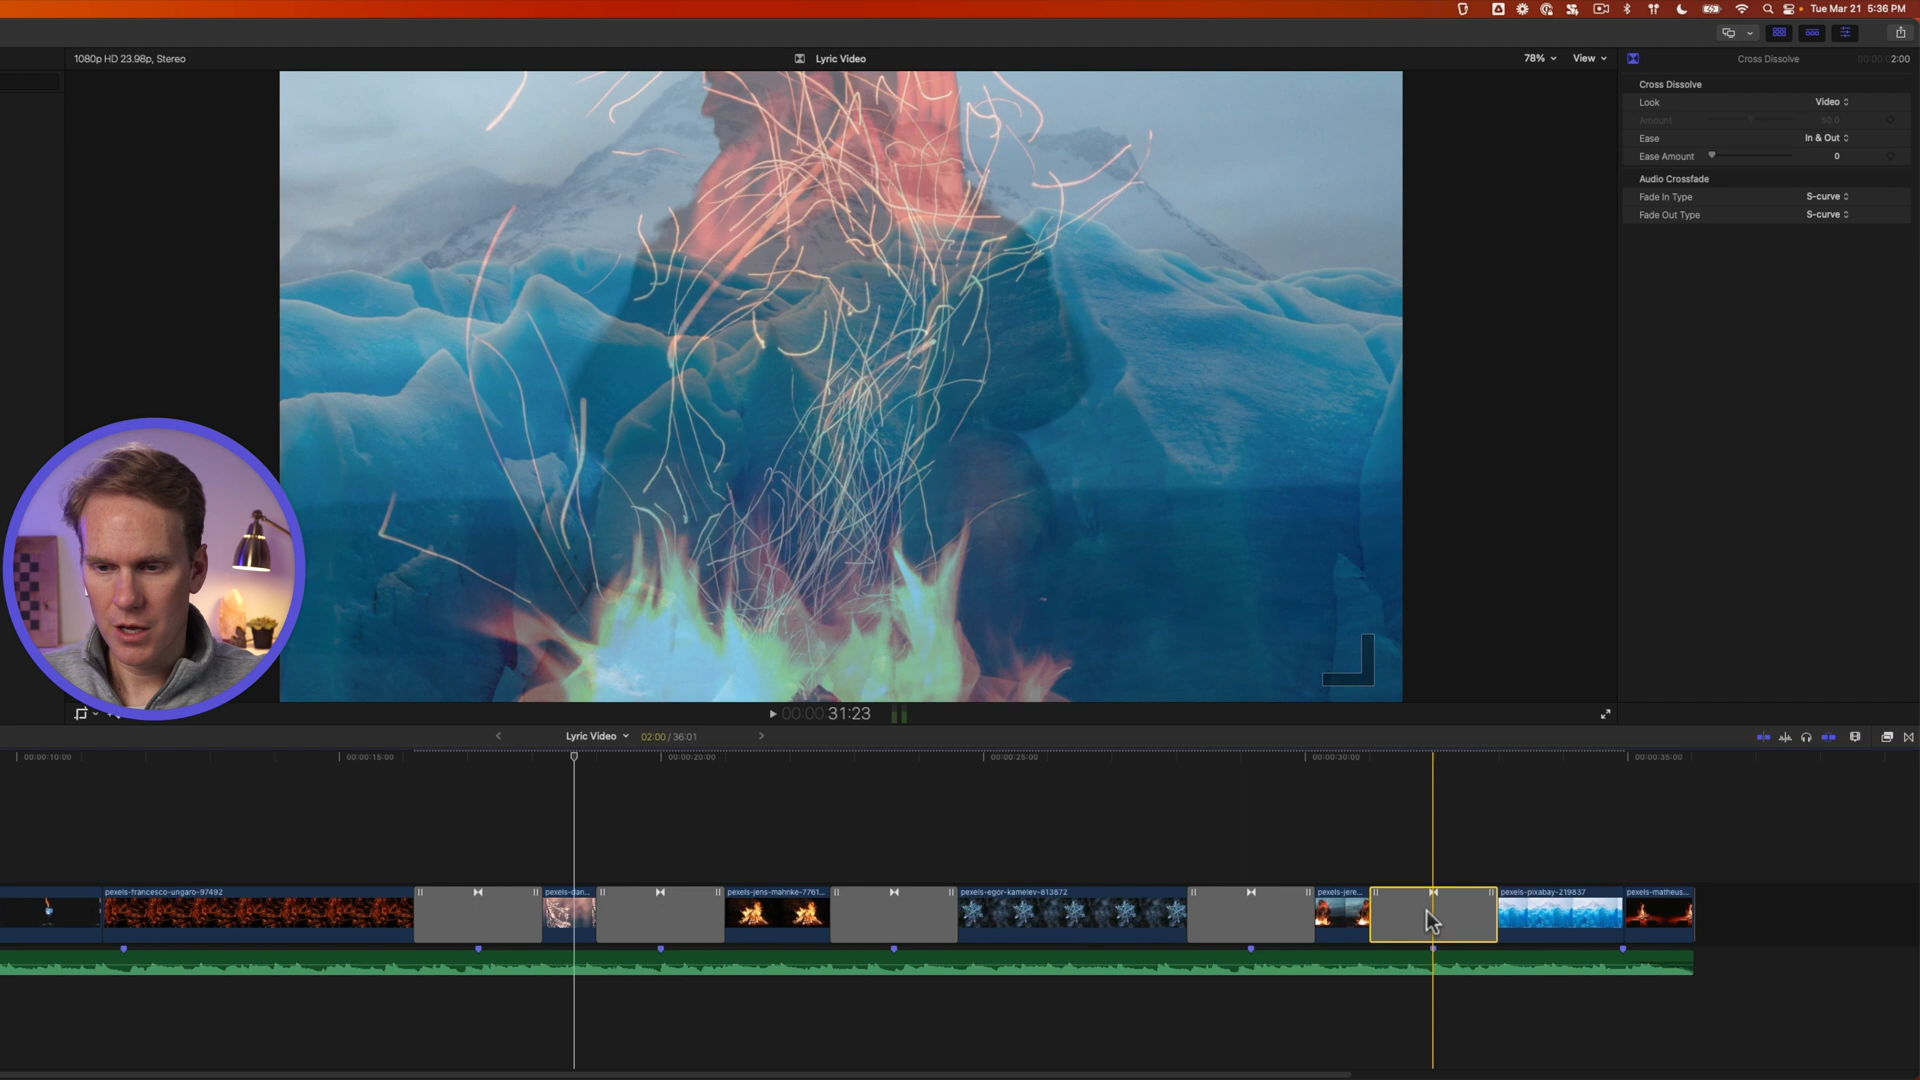 Tue Mar 21 5:36 PM
1080p HD 23.98p, Stereo
Lyric Video
78%
View
Cross Dissolve
00:00:02:00
Cross Dissolve
Look
Video
Amount
50.0
Ease
In & Out
Ease Amount
0
Audio Crossfade
Fade In Type
S-curve
Fade Out Type
S-curve
00:00:31:23
Lyric Video
02:00 / 36:01
00:00:10:00
00:00:15:00
00:00:20:00
00:00:25:00
00:00:30:00
00:00:35:00
pexels-francesco-ungaro-97492
pexels-dan...
pexels-jens-mahnke-7761...
pexels-egor-kamelev-813872
pexels-jere...
pexels-pixabay-219837
pexels-matheus...